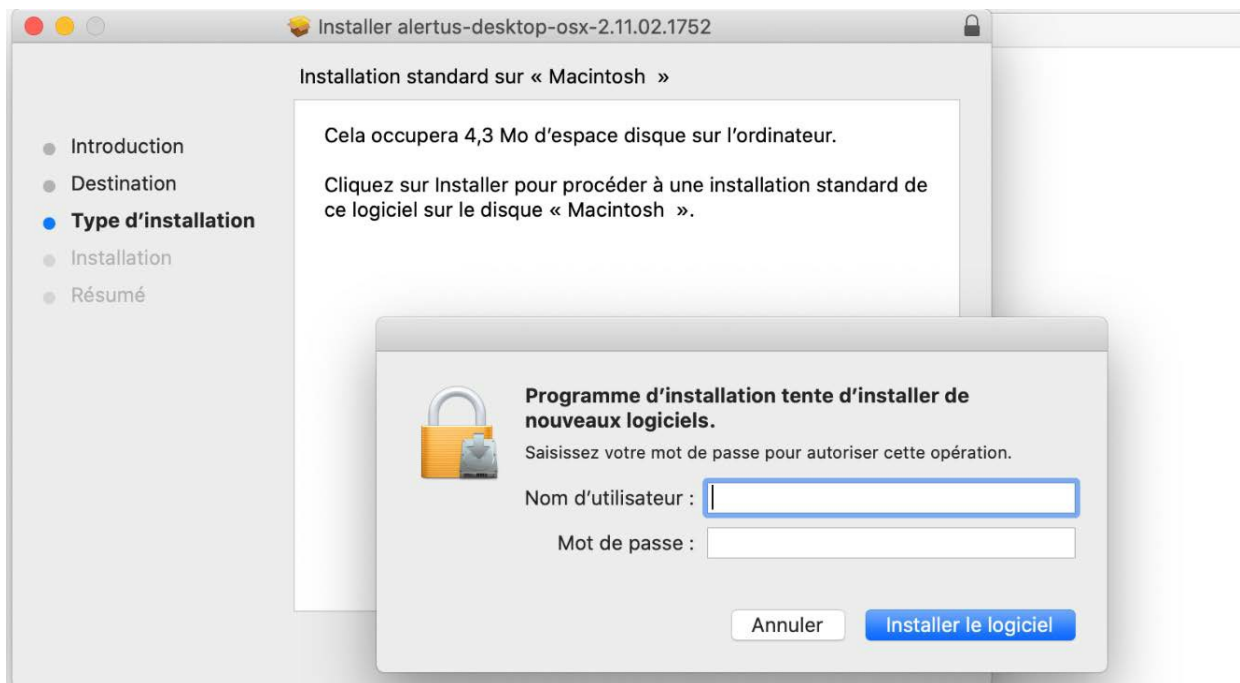 Installer alertus-desktop-osx-2.11.02.1752
Installation standard sur « Macintosh  »
Introduction
Destination
Type d’installation
Installation
Résumé
Cela occupera 4,3 Mo d’espace disque sur l’ordinateur.
Cliquez sur Installer pour procéder à une installation standard de
ce logiciel sur le disque « Macintosh  ».
Programme d’installation tente d’installer de
nouveaux logiciels.
Saisissez votre mot de passe pour autoriser cette opération.
Nom d’utilisateur :
Mot de passe :
Annuler
Installer le logiciel